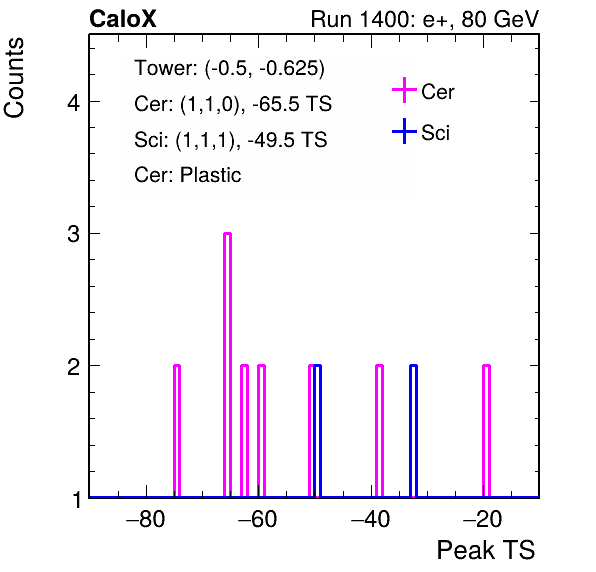 CaloX Run 1400: e+, 80 GeV
Counts
Tower: (-0.5, -0.625)
Cer: (1,1,0), -65.5 TS
Sci: (1,1,1), -49.5 TS
Cer: Plastic
Cer
Sci
4
3
2
1
−80 −60 −40 −20
Peak TS